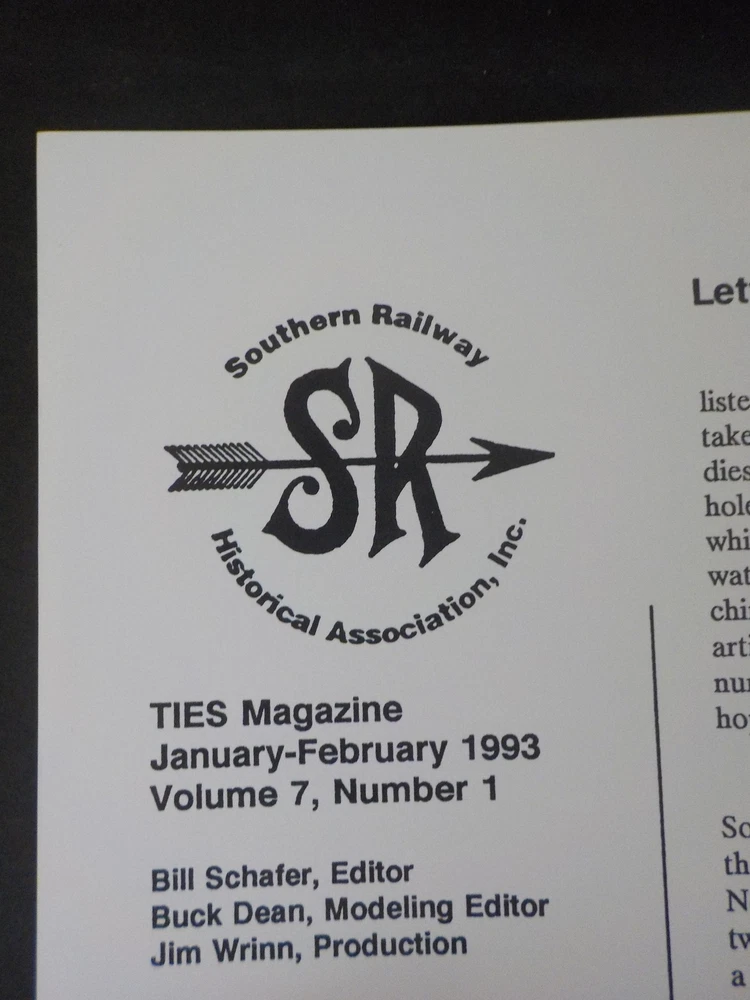 Southern Railway
SR
Historical Association, Inc.
TIES Magazine
January-February 1993
Volume 7, Number 1
Bill Schafer, Editor
Buck Dean, Modeling Editor
Jim Wrinn, Production
take
a